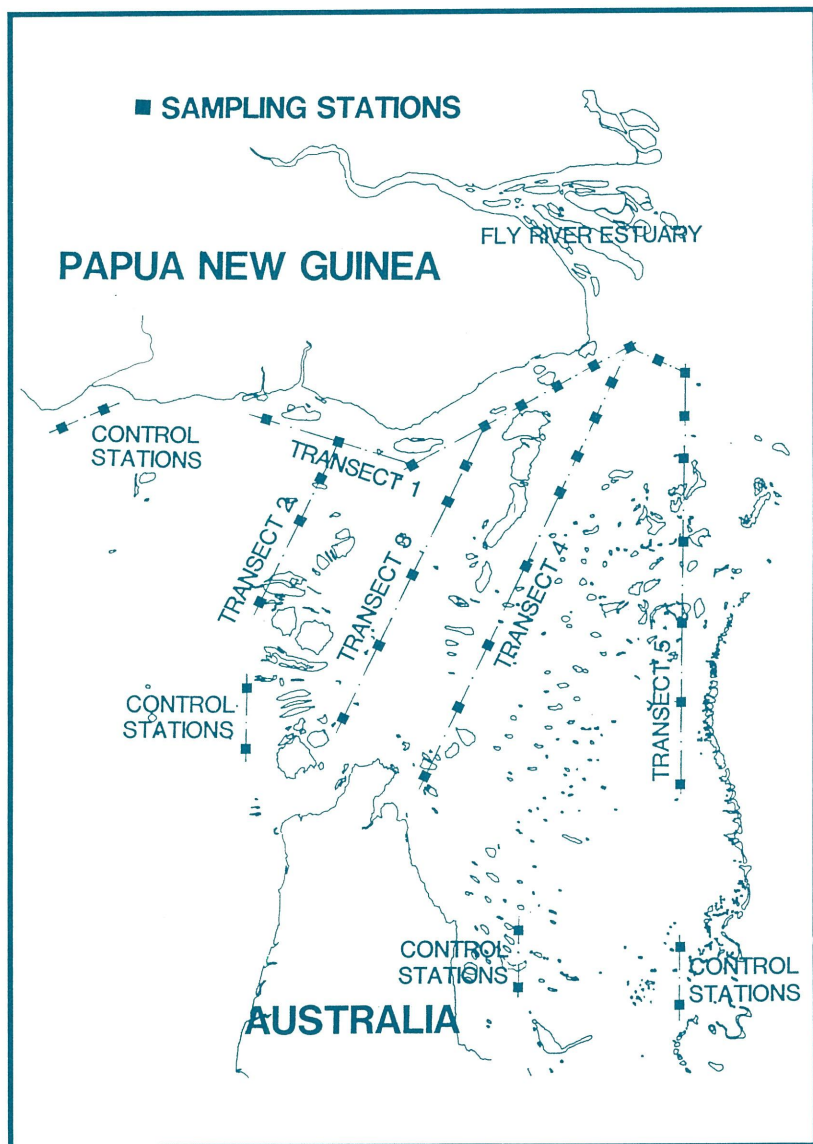 SAMPLING STATIONS
FLY RIVER ESTUARY
PAPUA NEW GUINEA
CONTROL
STATIONS
TRANSECT 1
TRANSECT 2
TRANSECT 3
TRANSECT 4
TRANSECT 5
CONTROL
STATIONS
CONTROL
STATIONS
CONTROL
STATIONS
AUSTRALIA